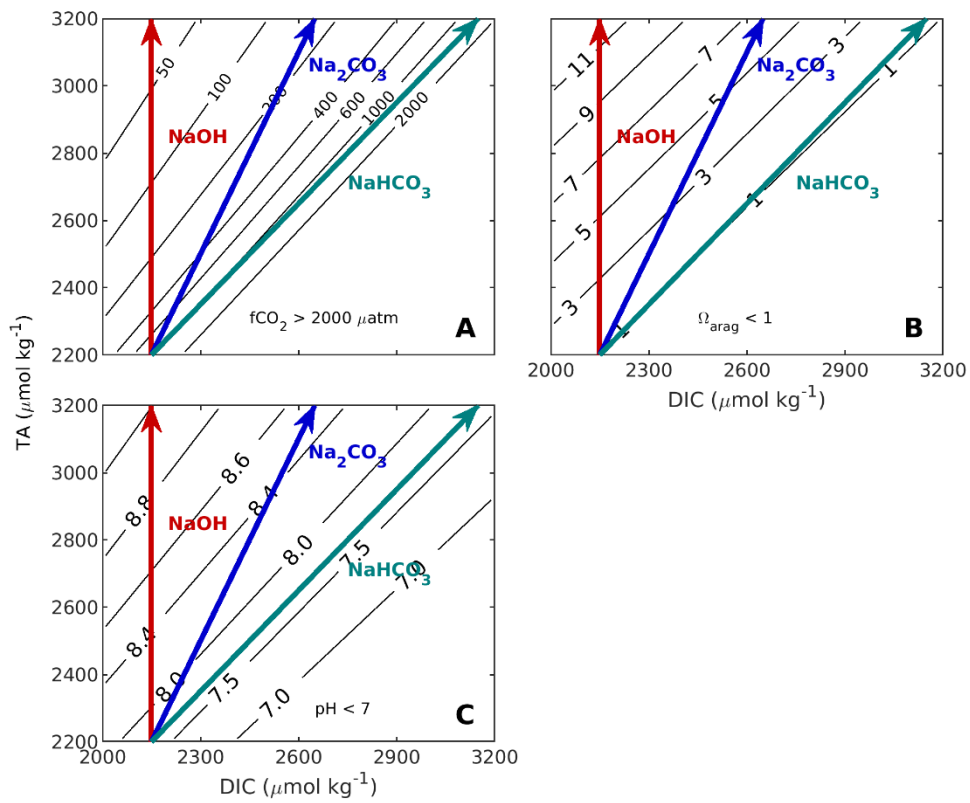 TA (μmol kg⁻¹)
3200
3000
2800
2600
2400
2200
50
100
200
400
600
1000
2000
NaOH
Na₂CO₃
NaHCO₃
fCO₂ > 2000 μatm
A
11
9
7
5
3
7
5
3
3
1
1
1
NaOH
Na₂CO₃
NaHCO₃
Ω_arag < 1
B
2000
2300
2600
2900
3200
DIC (μmol kg⁻¹)
3200
3000
2800
2600
2400
2200
8.8
8.6
8.4
8.4
8.0
8.0
7.5
7.5
7.0
7.0
NaOH
Na₂CO₃
NaHCO₃
pH < 7
C
2000
2300
2600
2900
3200
DIC (μmol kg⁻¹)